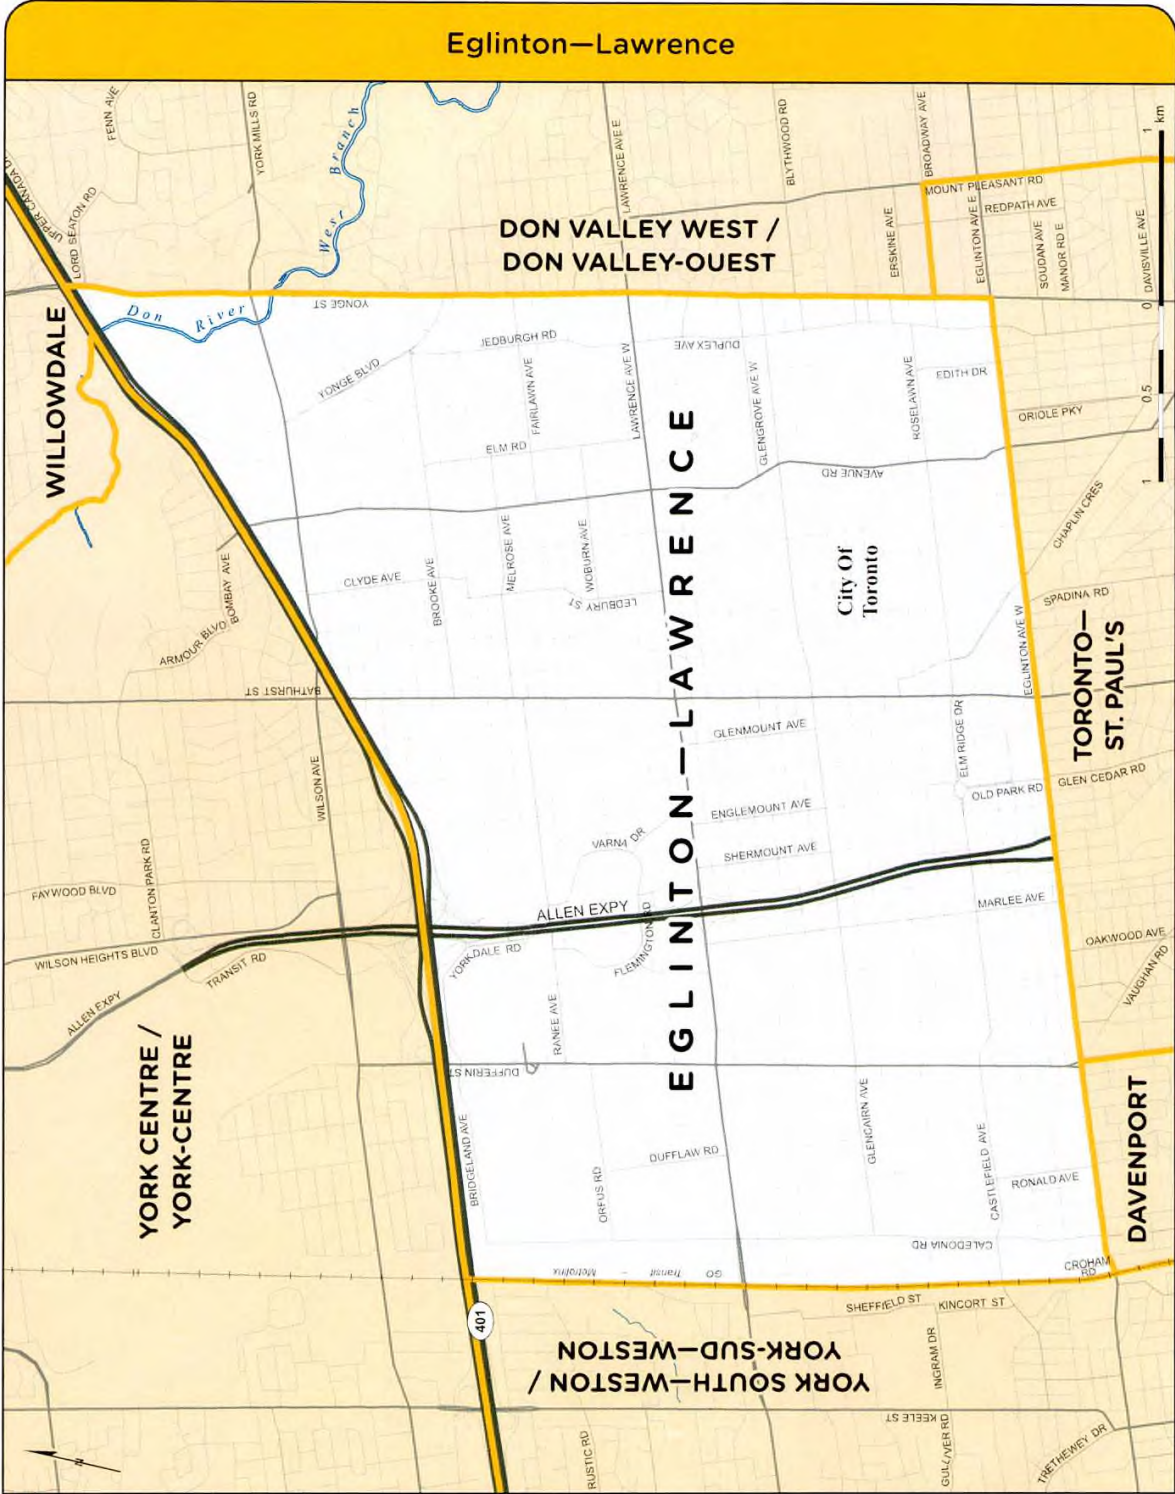 Eglinton—Lawrence
FENN AVE
YORK MILLS RD
West Branch
LAWRENCE AVE E
BLYTHWOOD RD
BROADWAY AVE
1 km
UPPER CANADA
LORD SEATON RD
MOUNT PLEASANT RD
REDPATH AVE
DON VALLEY WEST /
DON VALLEY-OUEST
ERSKINE AVE
EGLINTON AVE E
SOUDAN AVE
MANOR RD E
DAVISVILLE AVE
0
Don River
YONGE ST
WILLOWDALE
YONGE BLVD
JEDBURGH RD
FAIRLAWN AVE
LAWRENCE AVE W
DUPLEX AVE
GLENGROVE AVE W
ROSELAWN AVE
EDITH DR
ORIOLE PKY
0.5
ELM RD
AVENUE RD
1
CHAPLIN CRES
BOMBAY AVE
ARMOUR BLVD
CLYDE AVE
BROOKE AVE
MELROSE AVE
WOBURN AVE
LEDBURY ST
City Of
Toronto
SPADINA RD
EGLINTON AVE W
BATHURST ST
TORONTO—
ST. PAUL'S
EGLINTON—LAWRENCE
GLENMOUNT AVE
ELM RIDGE DR
GLEN CEDAR RD
OLD PARK RD
WILSON AVE
ENGLEMOUNT AVE
VARNA DR
SHERMOUNT AVE
FAYWOOD BLVD
CLANTON PARK RD
ALLEN EXPY
MARLEE AVE
WILSON HEIGHTS BLVD
TRANSIT RD
YORKDALE RD
FLEMINGTON RD
OAKWOOD AVE
VAUGHAN RD
ALLEN EXPY
RANEE AVE
DUFFERIN ST
YORK CENTRE /
YORK-CENTRE
BRIDGELAND AVE
ORFUS RD
DUFFLAW RD
GLENCAIRN AVE
CASTLEFIELD AVE
RONALD AVE
DAVENPORT
CALEDONIA RD
CROHAM
RD
GO Transit - Metrolinx
SHEFFIELD ST
KINCORT ST
401
YORK SOUTH—WESTON /
YORK-SUD—WESTON
INGRAM DR
KEELE ST
RUSTIC RD
GULLIVER RD
TRETHEWEY DR
N